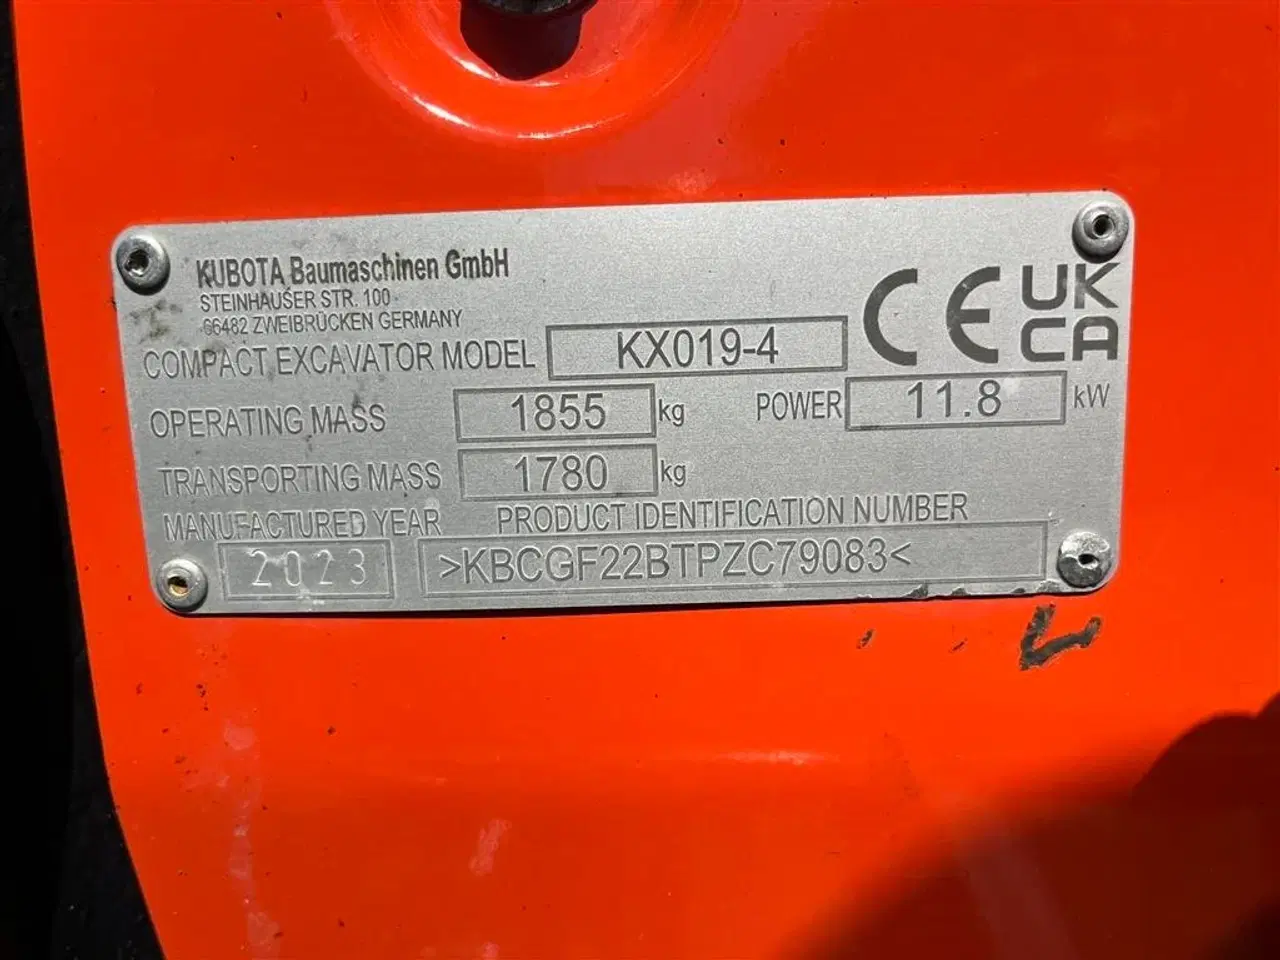 KUBOTA Baumaschinen GmbH
STEINHAUSER STR. 100
66482 ZWEIBRÜCKEN GERMANY
CE UK CA
COMPACT EXCAVATOR MODEL KX019-4
OPERATING MASS 1855 kg POWER 11.8 kW
TRANSPORTING MASS 1780 kg
MANUFACTURED YEAR PRODUCT IDENTIFICATION NUMBER
2023 >KBCGF22BTPZC79083<